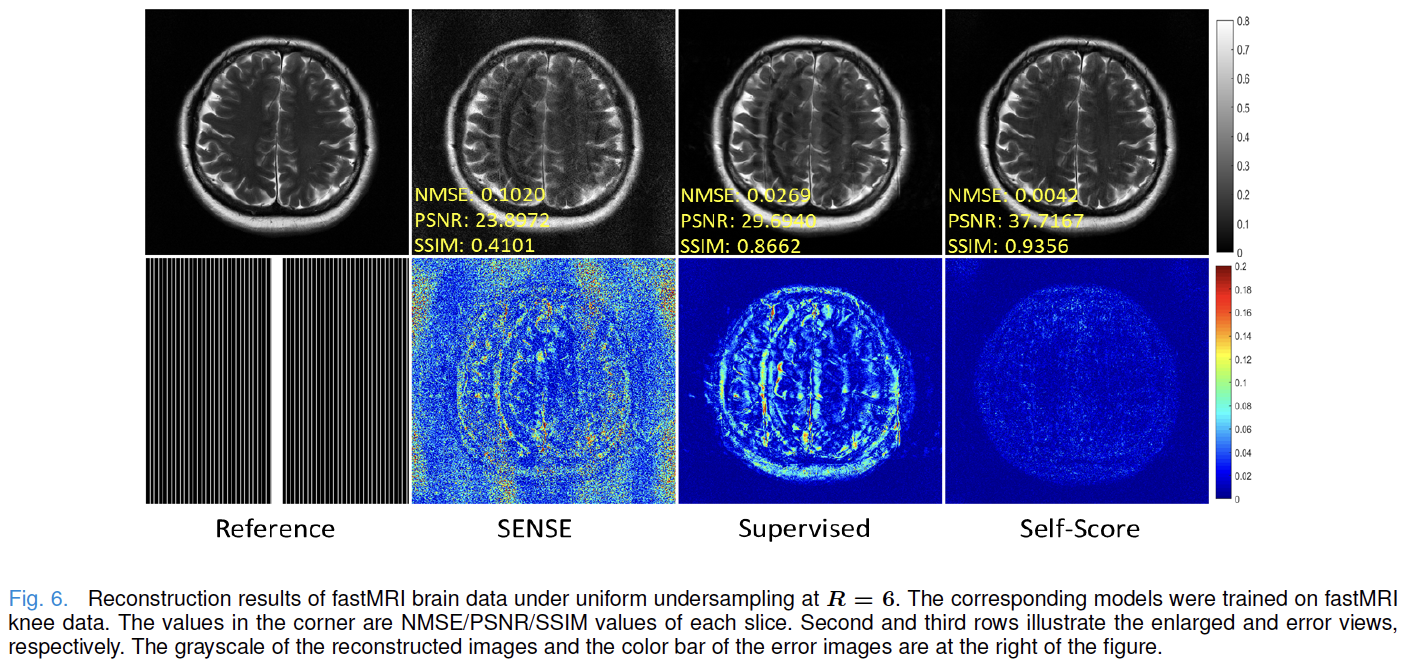 0.8
0.7
0.6
0.5
0.4
0.3
0.2
0.1
0
NMSE: 0.1020
PSNR: 23.8972
SSIM: 0.4101
NMSE: 0.0269
PSNR: 29.6940
SSIM: 0.8662
NMSE: 0.0042
PSNR: 37.7167
SSIM: 0.9356
0.2
0.18
0.16
0.14
0.12
0.1
0.08
0.06
0.04
0.02
0
Reference SENSE Supervised Self-Score
Fig. 6. Reconstruction results of fastMRI brain data under uniform undersampling at R = 6. The corresponding models were trained on fastMRI
knee data. The values in the corner are NMSE/PSNR/SSIM values of each slice. Second and third rows illustrate the enlarged and error views,
respectively. The grayscale of the reconstructed images and the color bar of the error images are at the right of the figure.